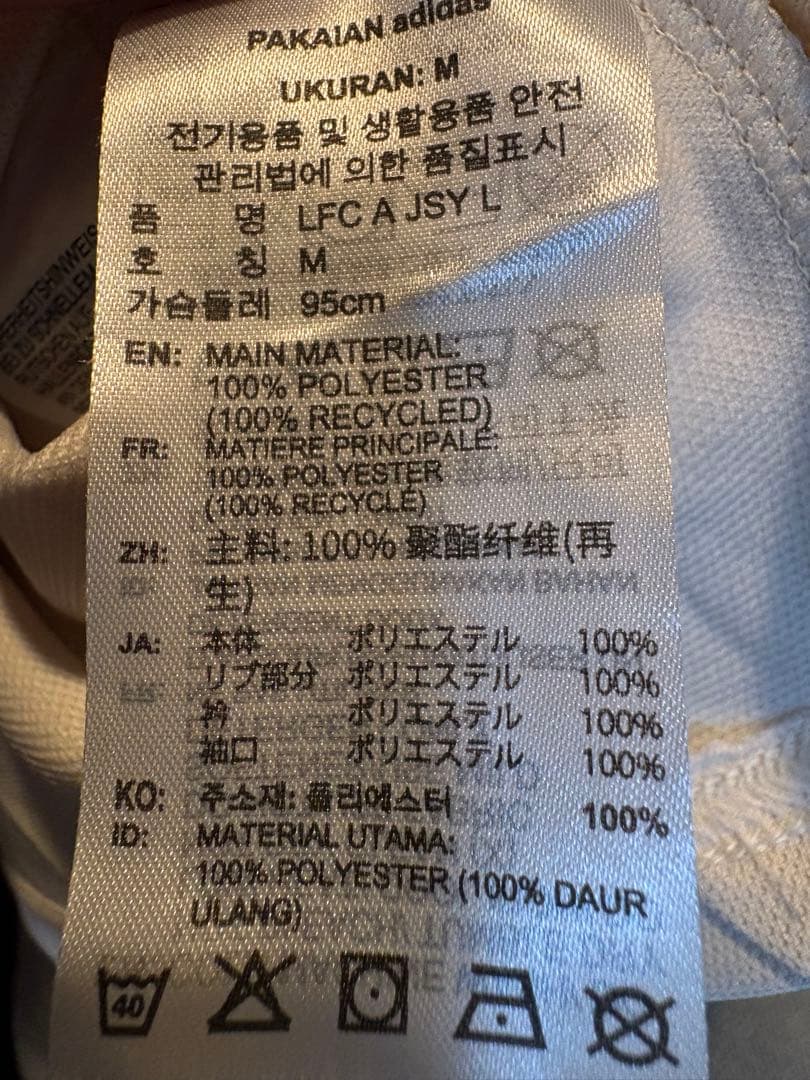 PAKAIAN adidas
UKURAN: M
전기용품 및 생활용품 안전
관리법에 의한 품질표시
품 명 LFC A JSY L
호 칭 M
가슴둘레 95cm
EN: MAIN MATERIAL:
100% POLYESTER
(100% RECYCLED)
FR: MATIERE PRINCIPALE:
100% POLYESTER
(100% RECYCLÉ)
ZH: 主料: 100% 聚酯纤维(再
生)
JA: 本体 ポリエステル 100%
リブ部分 ポリエステル 100%
衿 ポリエステル 100%
袖口 ポリエステル 100%
KO: 주소재: 폴리에스터 100%
ID: MATERIAL UTAMA:
100% POLYESTER (100% DAUR
ULANG)
40